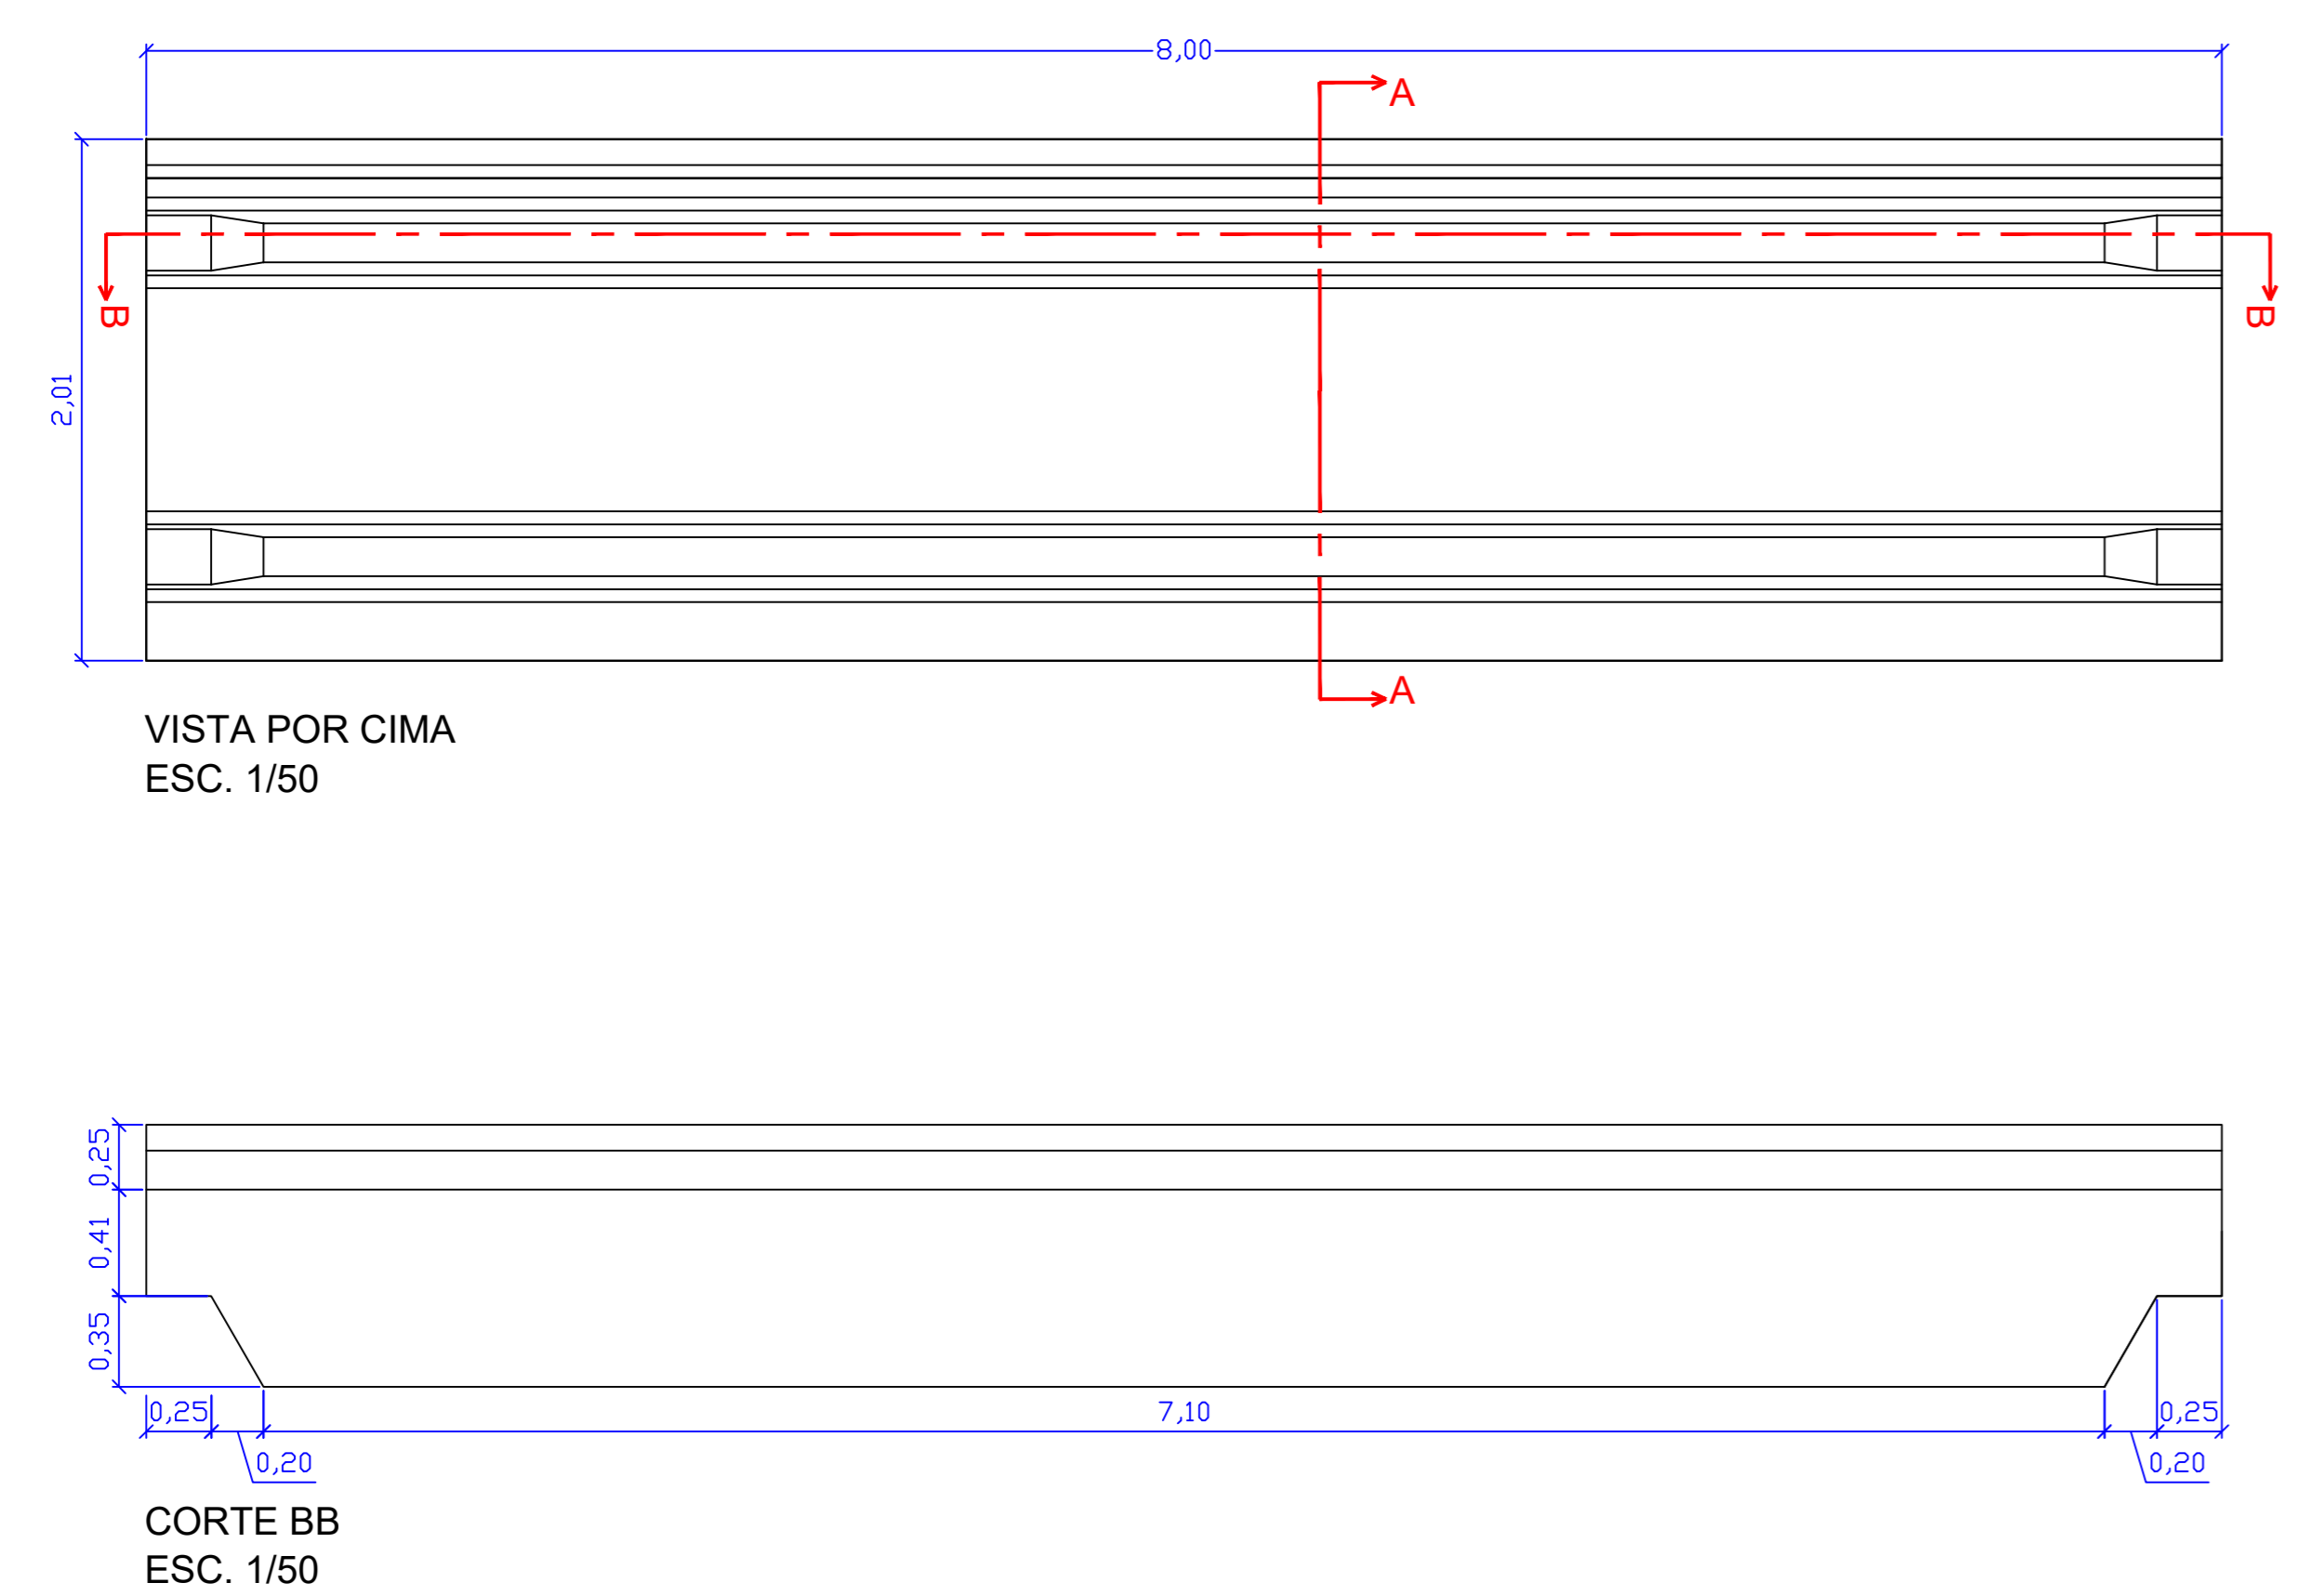 8,00
A
B
B
2,01
A
VISTA POR CIMA
ESC. 1/50
0,25
0,41
0,35
0,25
7,10
0,25
0,20
0,20
CORTE BB
ESC. 1/50